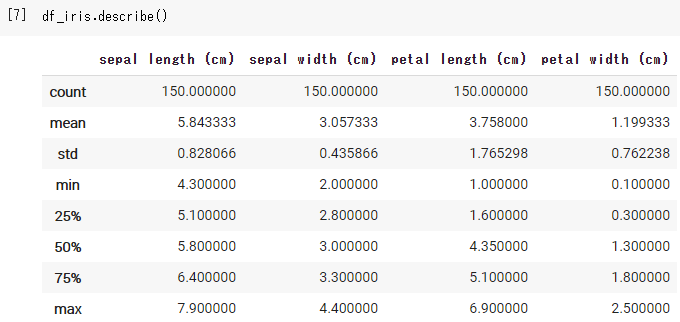 [7] df_iris.describe()
sepal length (cm) sepal width (cm) petal length (cm) petal width (cm)
count 150.000000 150.000000 150.000000 150.000000
mean 5.843333 3.057333 3.758000 1.199333
std 0.828066 0.435866 1.765298 0.762238
min 4.300000 2.000000 1.000000 0.100000
25% 5.100000 2.800000 1.600000 0.300000
50% 5.800000 3.000000 4.350000 1.300000
75% 6.400000 3.300000 5.100000 1.800000
max 7.900000 4.400000 6.900000 2.500000